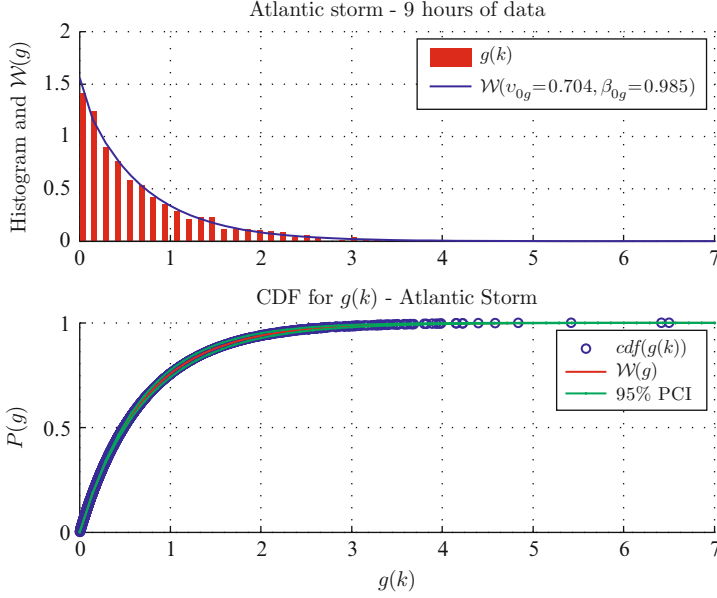 Atlantic storm - 9 hours of data
Histogram and 𝒲(g)
2
1.5
1
0.5
0
g(k)
𝒲(υ₀g=0.704, β₀g=0.985)
0 1 2 3 4 5 6 7
CDF for g(k) - Atlantic Storm
P(g)
1
0.5
0
cdf(g(k))
𝒲(g)
95% PCI
0 1 2 3 4 5 6 7
g(k)